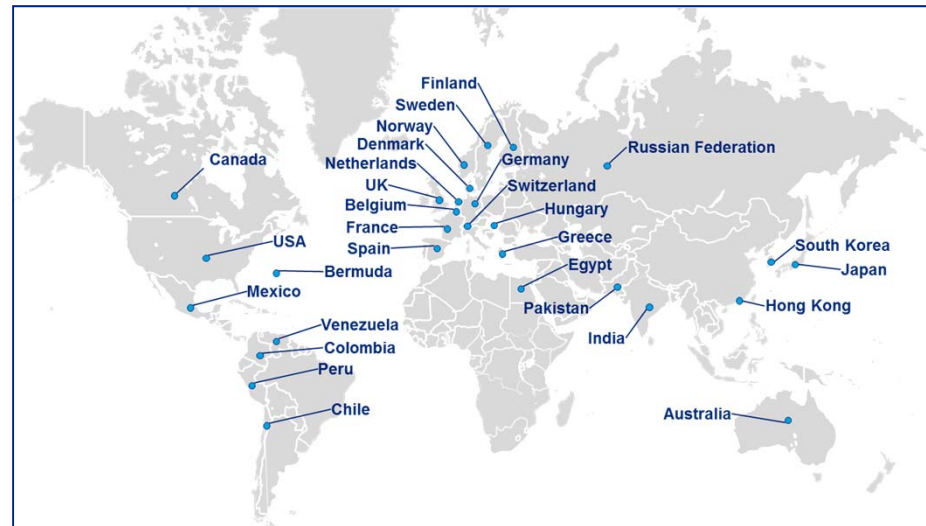 Finland
Sweden
Norway
Denmark
Netherlands
Germany
Russian Federation
Canada
UK
Switzerland
Belgium
Hungary
France
USA
Spain
Greece
South Korea
Bermuda
Egypt
Japan
Mexico
Pakistan
Hong Kong
Venezuela
India
Colombia
Peru
Chile
Australia